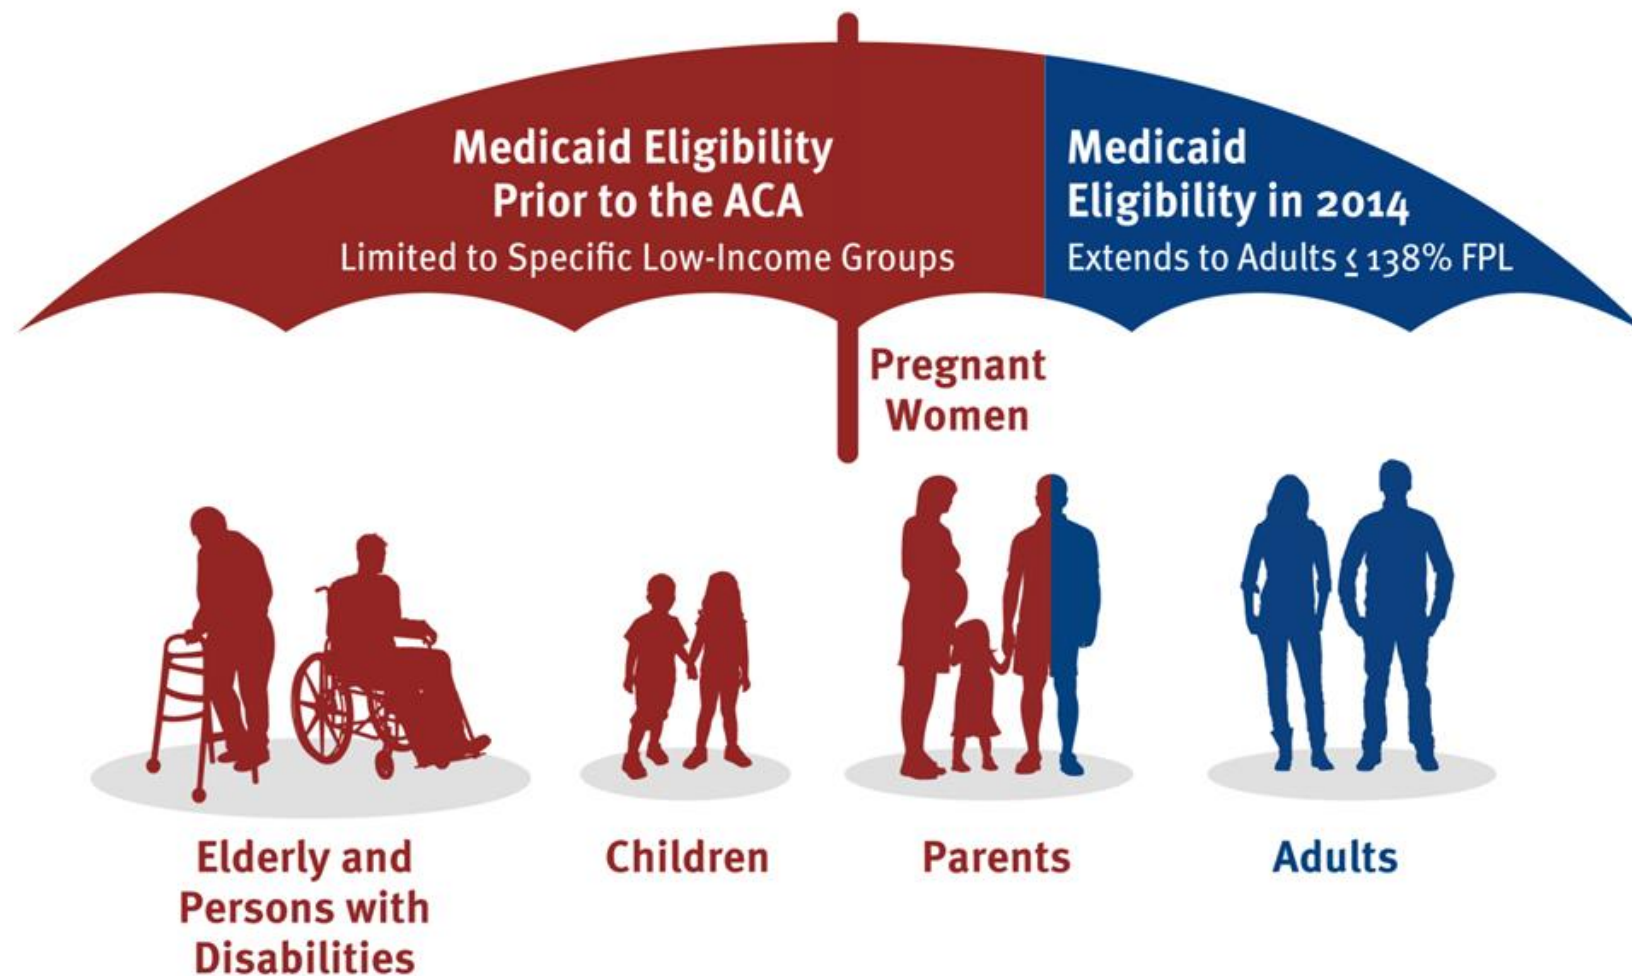 Medicaid Eligibility
Prior to the ACA
Limited to Specific Low-Income Groups
Medicaid
Eligibility in 2014
Extends to Adults ≤ 138% FPL
Pregnant
Women
Elderly and
Persons with
Disabilities
Children
Parents
Adults